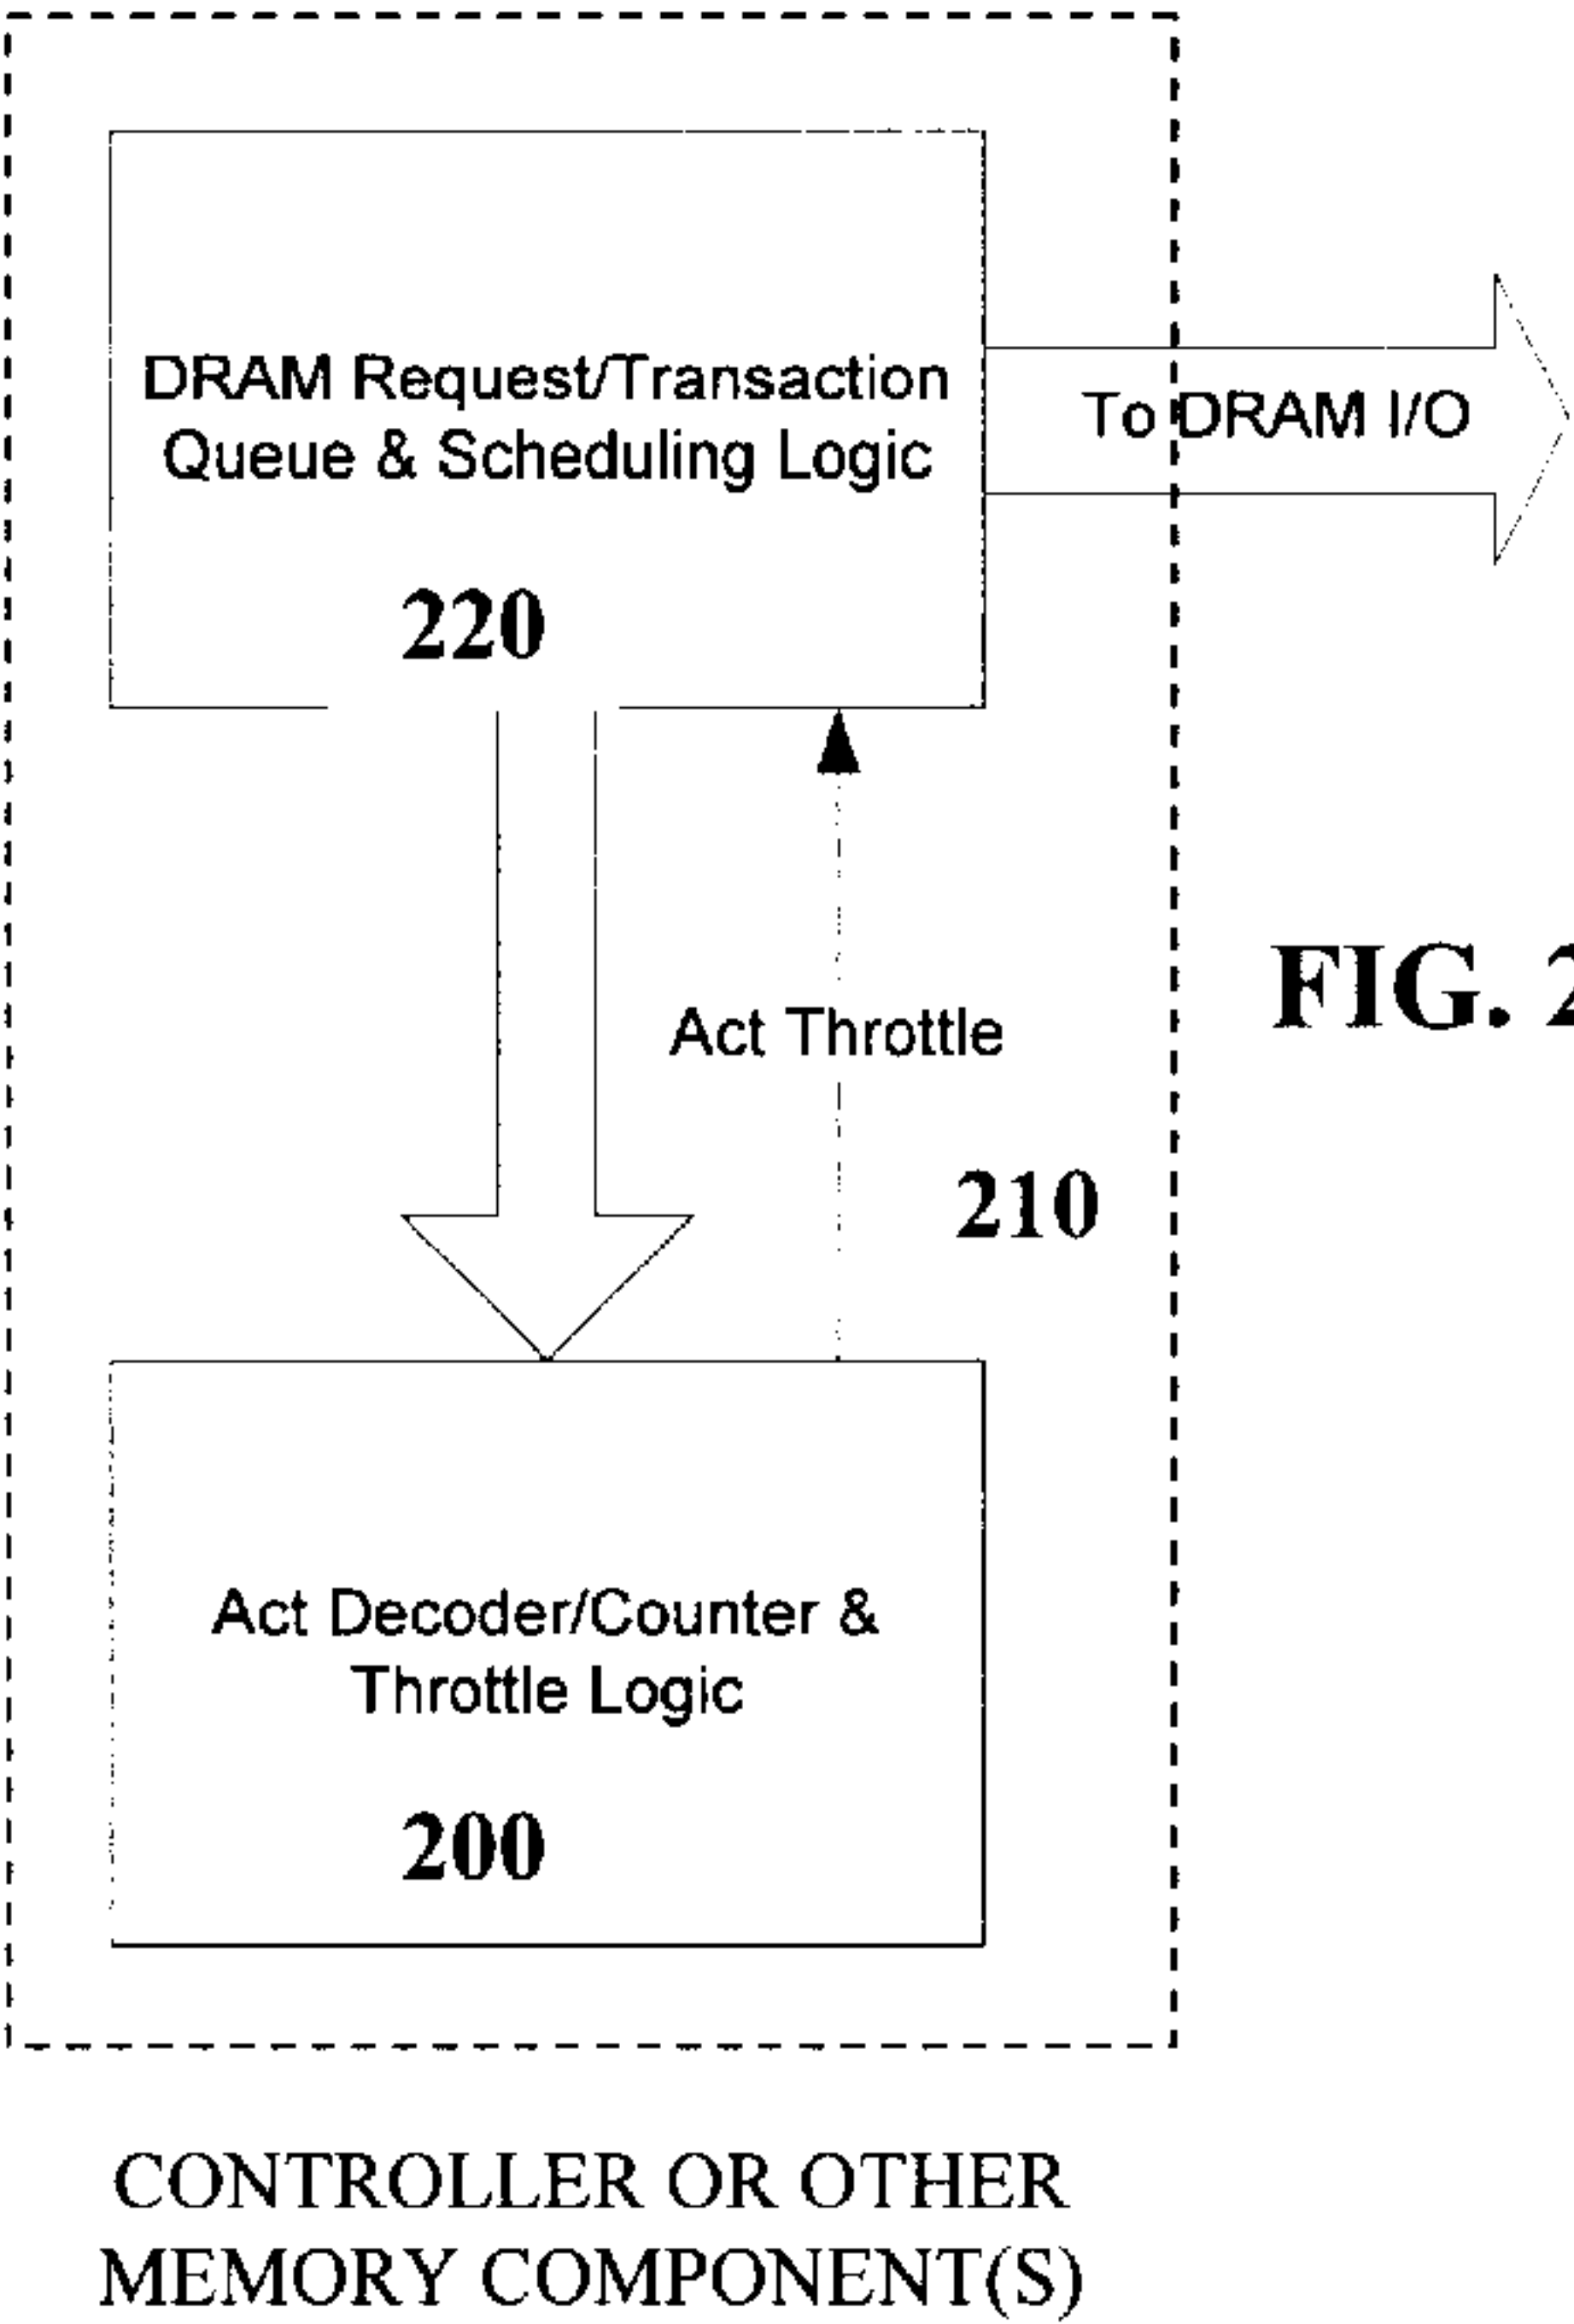 DRAM Request/Transaction
Queue & Scheduling Logic
220
To DRAM I/O
FIG. 2
Act Throttle
210
Act Decoder/Counter &
Throttle Logic
200
CONTROLLER OR OTHER
MEMORY COMPONENT(S)